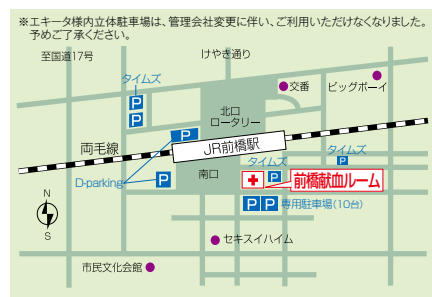 ※エキータ様内立体駐車場は、管理会社変更に伴い、ご利用いただけなくなりました。
予めご了承ください。
至国道17号
けやき通り
タイムズ
P
P
交番
ビッグボーイ
北口
ロータリー
P
両毛線
JR前橋駅
タイムズ
タイムズ
P
D-parking
P
南口
P
前橋献血ルーム
N
S
P P 専用駐車場(10台)
セキスイハイム
市民文化会館